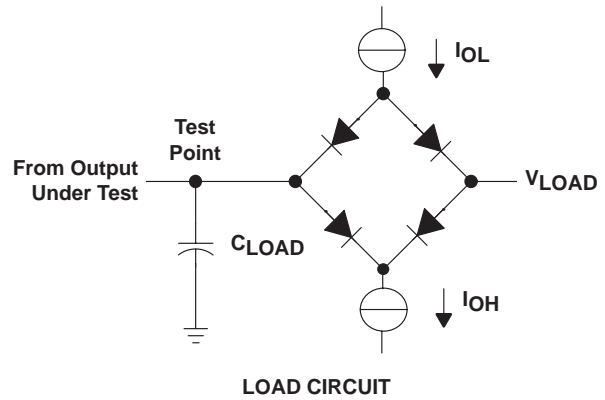 IOL
Test
Point
From Output
Under Test
VLOAD
CLOAD
IOH
LOAD CIRCUIT